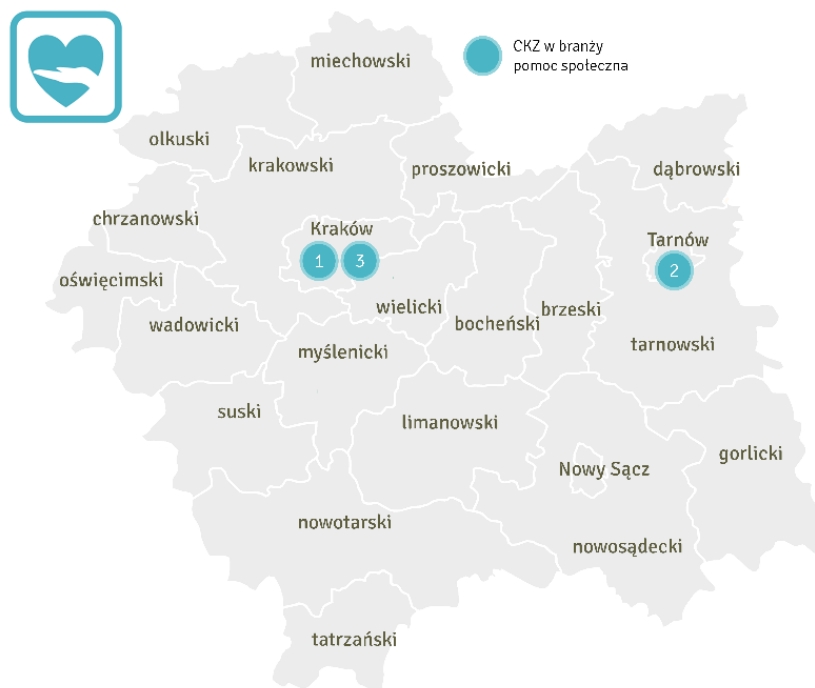 CKZ w branży
pomoc społeczna
miechowski
olkuski
krakowski
proszowicki
dąbrowski
chrzanowski
Kraków
1
3
Tarnów
2
oświęcimski
wielicki
wadowicki
bocheński
brzeski
myślenicki
tarnowski
suski
limanowski
gorlicki
Nowy Sącz
nowotarski
nowosądecki
tatrzański